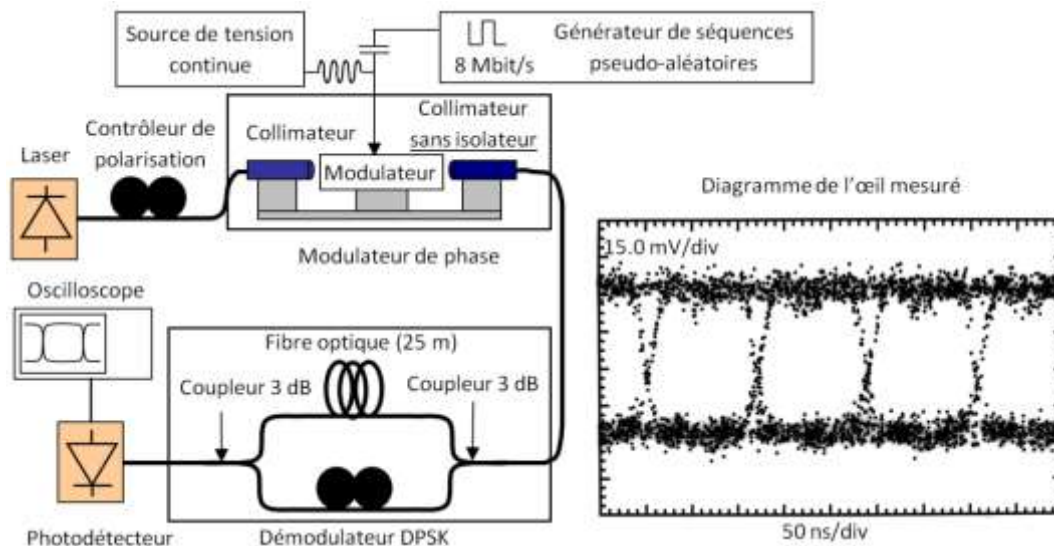 Source de tension
continue
8 Mbit/s
Générateur de séquences
pseudo-aléatoires
Contrôleur de
polarisation
Laser
Collimateur
Collimateur
sans isolateur
Modulateur
Modulateur de phase
Diagramme de l'œil mesuré
15.0 mV/div
50 ns/div
Oscilloscope
Fibre optique (25 m)
Coupleur 3 dB
Coupleur 3 dB
Photodétecteur
Démodulateur DPSK